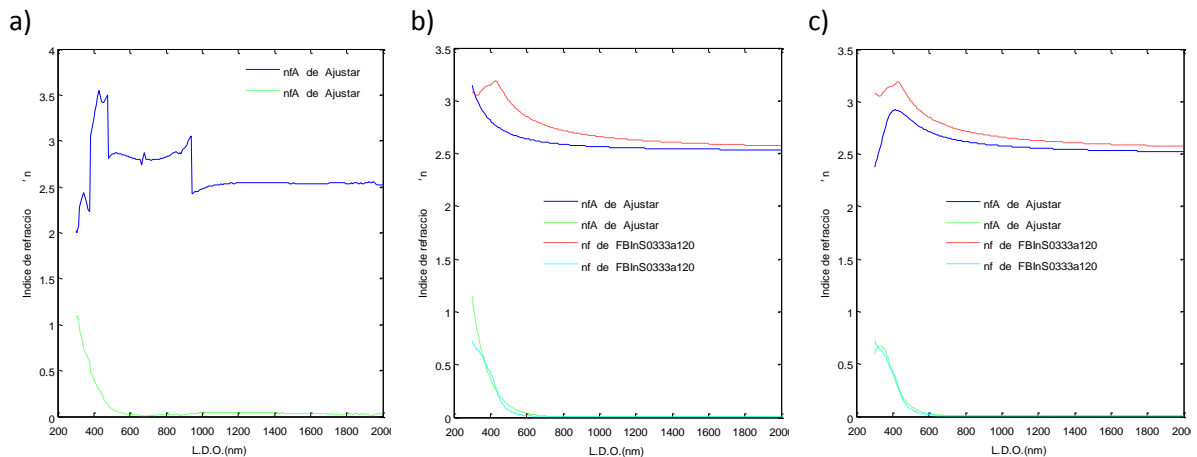 a)
4
3.5
3
2.5
2
1.5
1
0.5
0
200 400 600 800 1000 1200 1400 1600 1800 2000
L.D.O.(nm)
Indice de refraccio ´ n
nfA de Ajustar
nfA de Ajustar
b)
3.5
3
2.5
2
1.5
1
0.5
0
200 400 600 800 1000 1200 1400 1600 1800 2000
L.D.O.(nm)
Indice de refraccio ´ n
nfA de Ajustar
nfA de Ajustar
nf de FBInS0333a120
nf de FBInS0333a120
c)
3.5
3
2.5
2
1.5
1
0.5
0
200 400 600 800 1000 1200 1400 1600 1800 2000
L.D.O.(nm)
Indice de refraccio ´ n
nfA de Ajustar
nfA de Ajustar
nf de FBInS0333a120
nf de FBInS0333a120